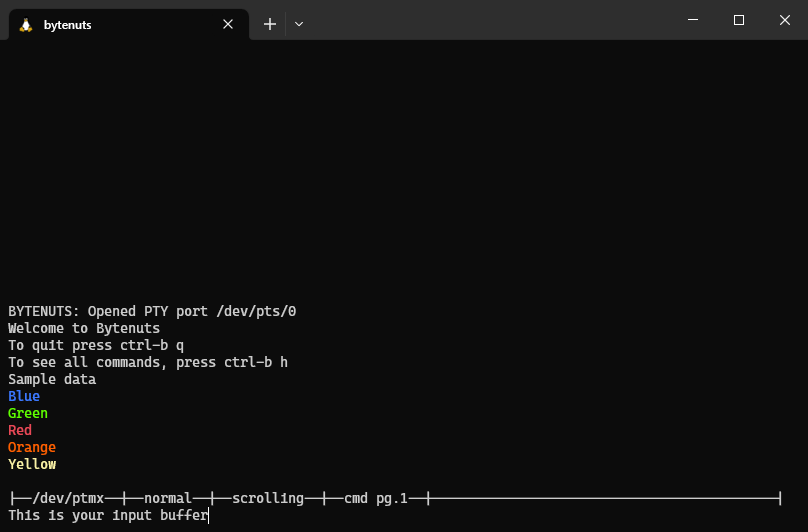 bytenuts
BYTENUTS: Opened PTY port /dev/pts/0
Welcome to Bytenuts
To quit press ctrl-b q
To see all commands, press ctrl-b h
Sample data
Blue
Green
Red
Orange
Yellow
├──/dev/ptmx──┼──normal──┼──scrolling──┼──cmd pg.1──┼───────────────────────────────────────────┤
This is your input buffer